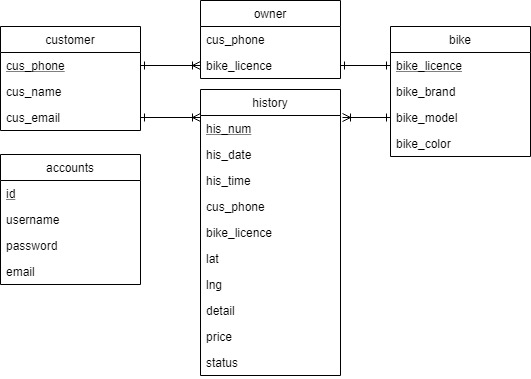 customer
cus_phone
cus_name
cus_email
owner
cus_phone
bike_licence
bike
bike_licence
bike_brand
bike_model
bike_color
history
his_num
his_date
his_time
cus_phone
bike_licence
lat
lng
detail
price
status
accounts
id
username
password
email